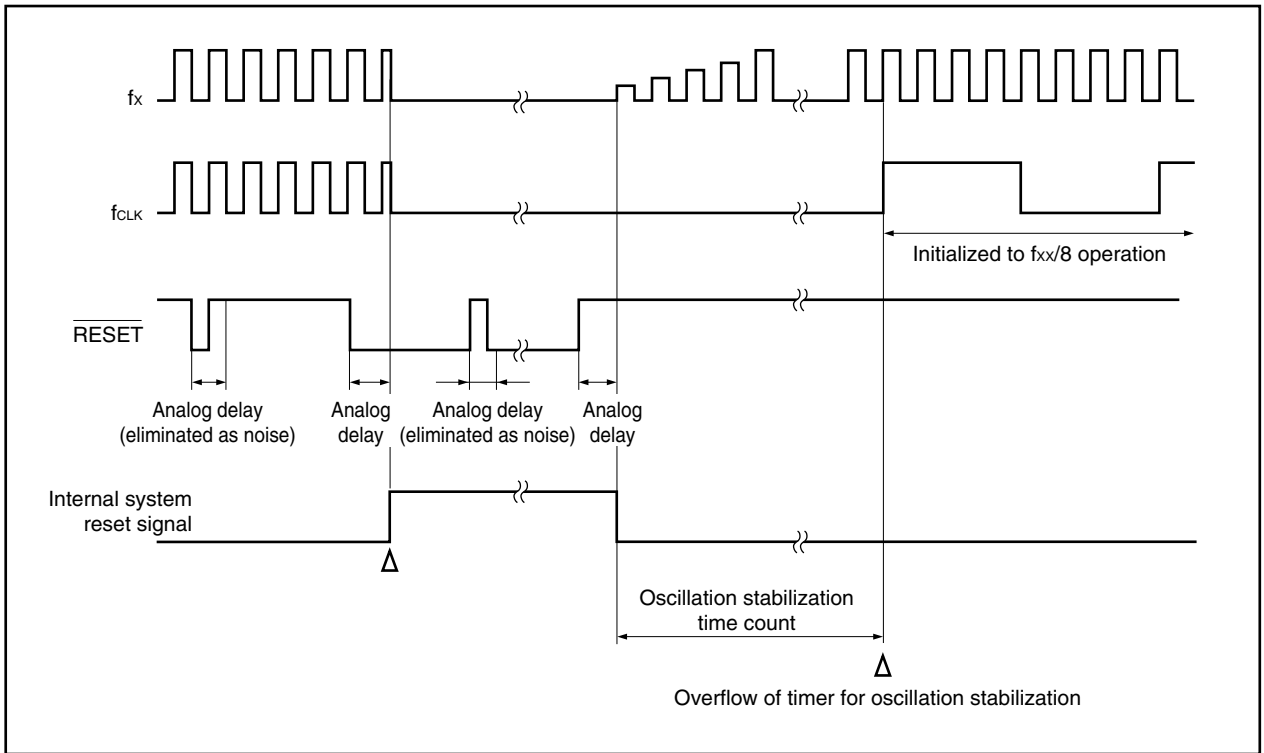 fx
fCLK
Initialized to fxx/8 operation
RESET
Analog delay
(eliminated as noise)
Analog
delay
Analog delay
(eliminated as noise)
Analog
delay
Internal system
reset signal
Oscillation stabilization
time count
Overflow of timer for oscillation stabilization